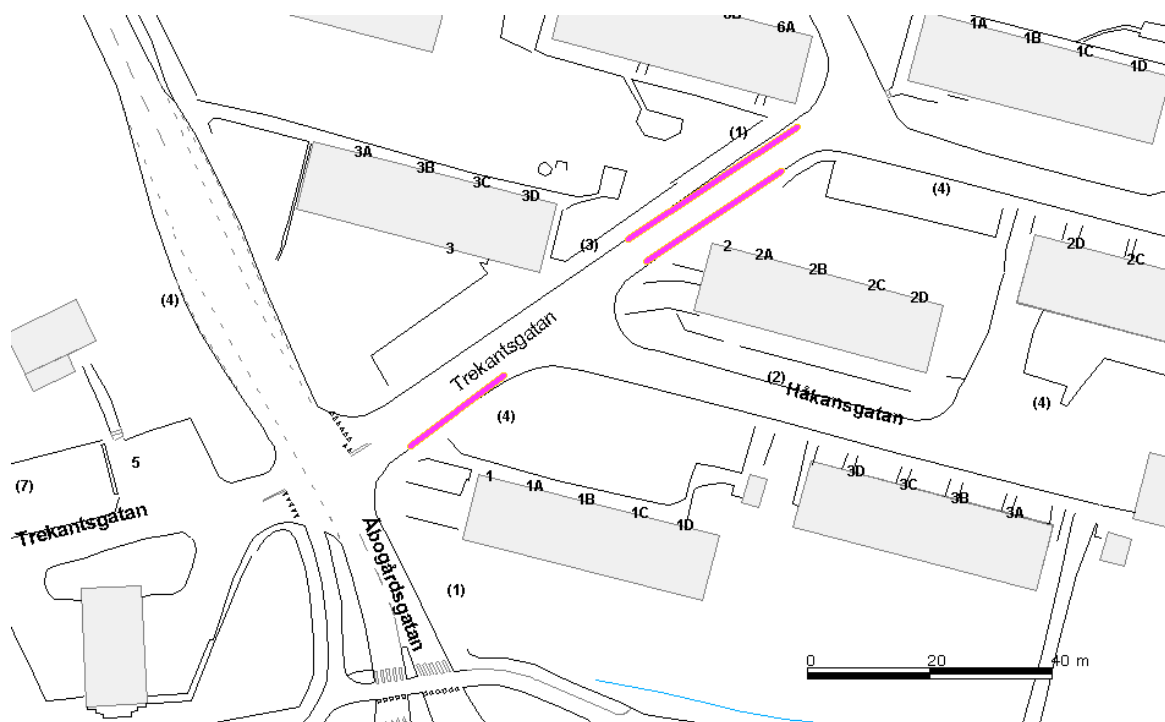 6A
1A
1B
1C
1D
(1)
3A
3B
3C
3D
(4)
3
(3)
2
2A
2B
2C
2D
2D
2C
(4)
Trekantsgatan
(2)
Håkansgatan
(4)
(4)
5
(7)
Trekantsgatan
1
1A
1B
1C
1D
3D
3C
3B
3A
Åbogårdsgatan
(1)
0 20 40 m